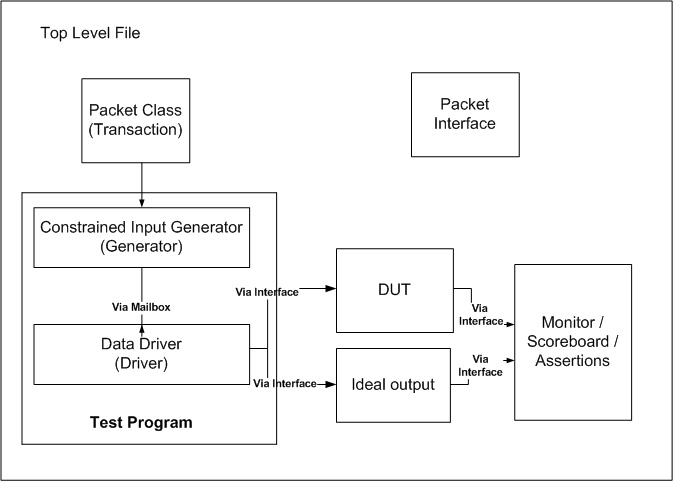 Top Level File
Packet Class
(Transaction)
Packet
Interface
Constrained Input Generator
(Generator)
Via Mailbox
Data Driver
(Driver)
Test Program
Via Interface
Via Interface
DUT
Ideal output
Via
Interface
Via
Interface
Monitor /
Scoreboard /
Assertions